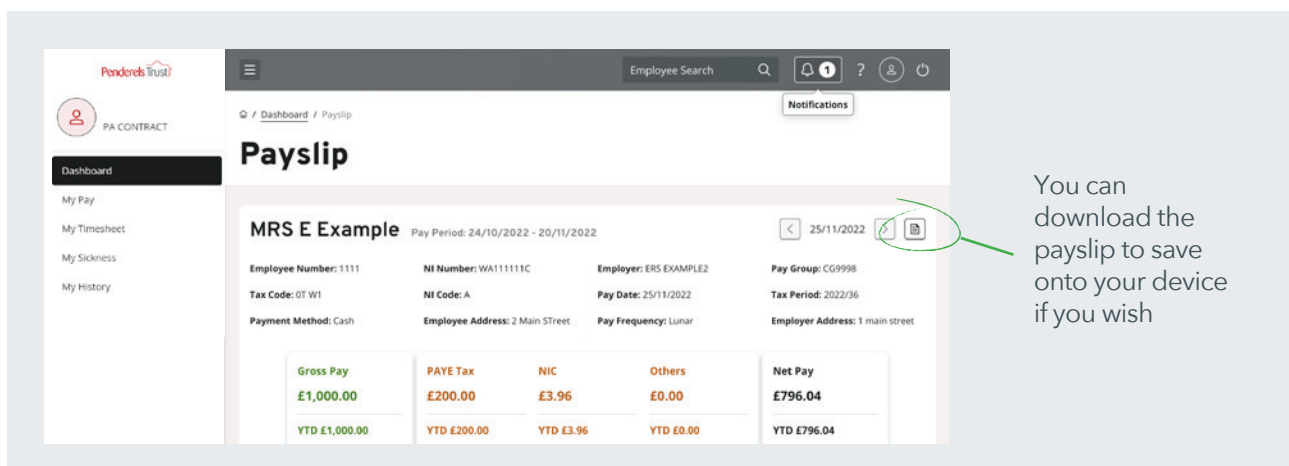 Penderels Trust
Employee Search
1
?
Notifications
PA CONTRACT
/ Dashboard / Payslip
Payslip
Dashboard
My Pay
My Timesheet
My Sickness
My History
MRS E Example Pay Period: 24/10/2022 - 20/11/2022
< 25/11/2022 >
Employee Number: 1111 NI Number: WA111111C Employer: ERS EXAMPLE2 Pay Group: CG9998
Tax Code: 0T W1 NI Code: A Pay Date: 25/11/2022 Tax Period: 2022/36
Payment Method: Cash Employee Address: 2 Main STreet Pay Frequency: Lunar Employer Address: 1 main street
Gross Pay PAYE Tax NIC Others Net Pay
£1,000.00 £200.00 £3.96 £0.00 £796.04
YTD £1,000.00 YTD £200.00 YTD £3.96 YTD £0.00 YTD £796.04
You can
download the
payslip to save
onto your device
if you wish